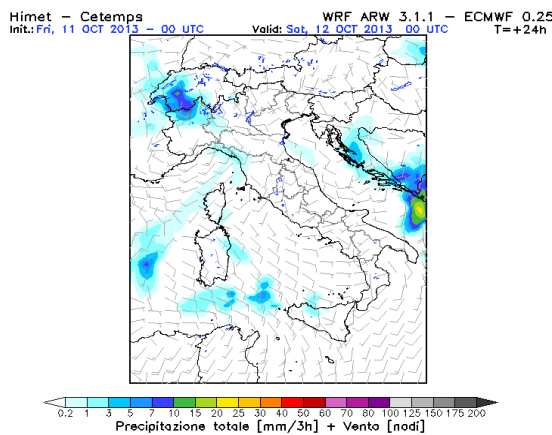 Himet – Cetemps WRF ARW 3.1.1 – ECMWF 0.25
Init.: Fri, 11 OCT 2013 – 00 UTC Valid: Sat, 12 OCT 2013 00 UTC T=+24h
0.2 1 3 5 7 10 15 20 25 30 40 50 60 70 80 100 125 150 175 200
Precipitazione totale [mm/3h] + Vento [nodi]